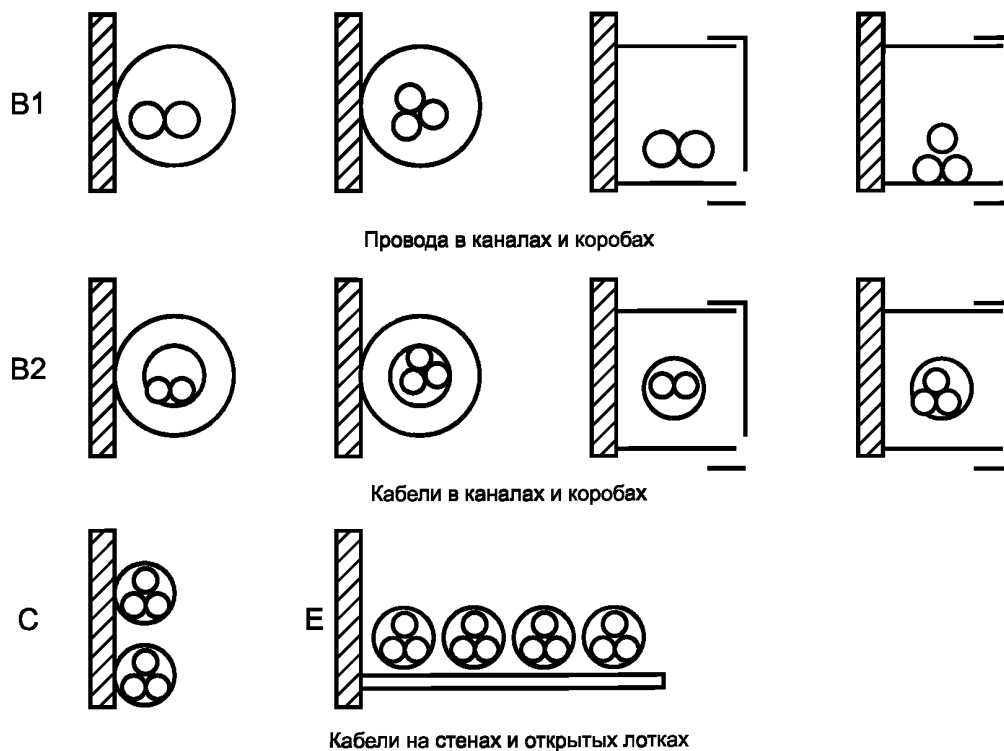 B1
Провода в каналах и коробах
B2
Кабели в каналах и коробах
C
E
Кабели на стенах и открытых лотках